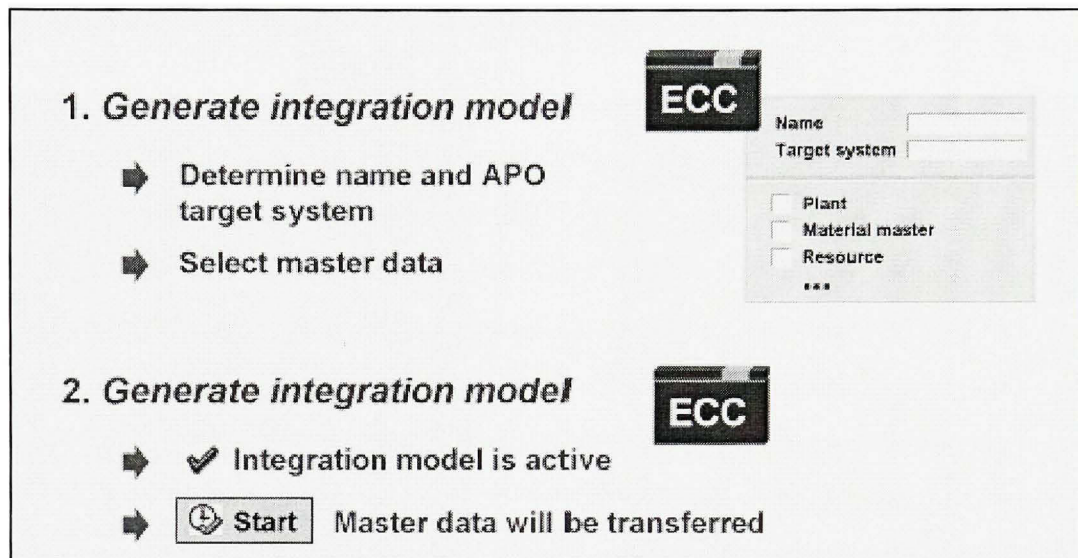 1. Generate integration model
ECC
Name
Target system
Determine name and APO
target system
Select master data
Plant
Material master
Resource
...
2. Generate integration model
ECC
Integration model is active
Start Master data will be transferred